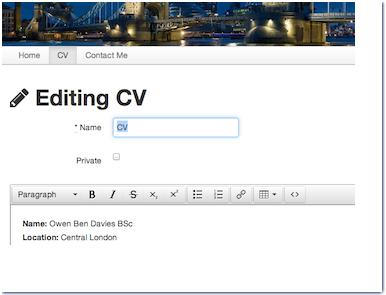 Home CV Contact Me
Editing CV
* Name CV
Private
Paragraph B I S x, x²
Name: Owen Ben Davies BSc
Location: Central London